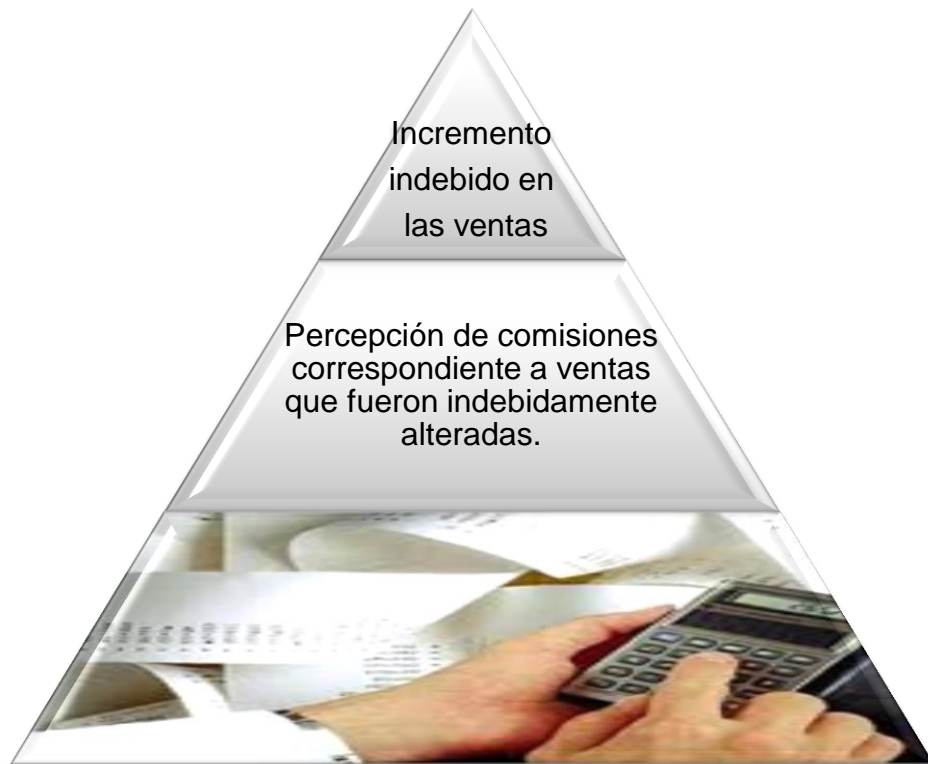 Incremento
indebido en
las ventas
Percepción de comisiones
correspondiente a ventas
que fueron indebidamente
alteradas.